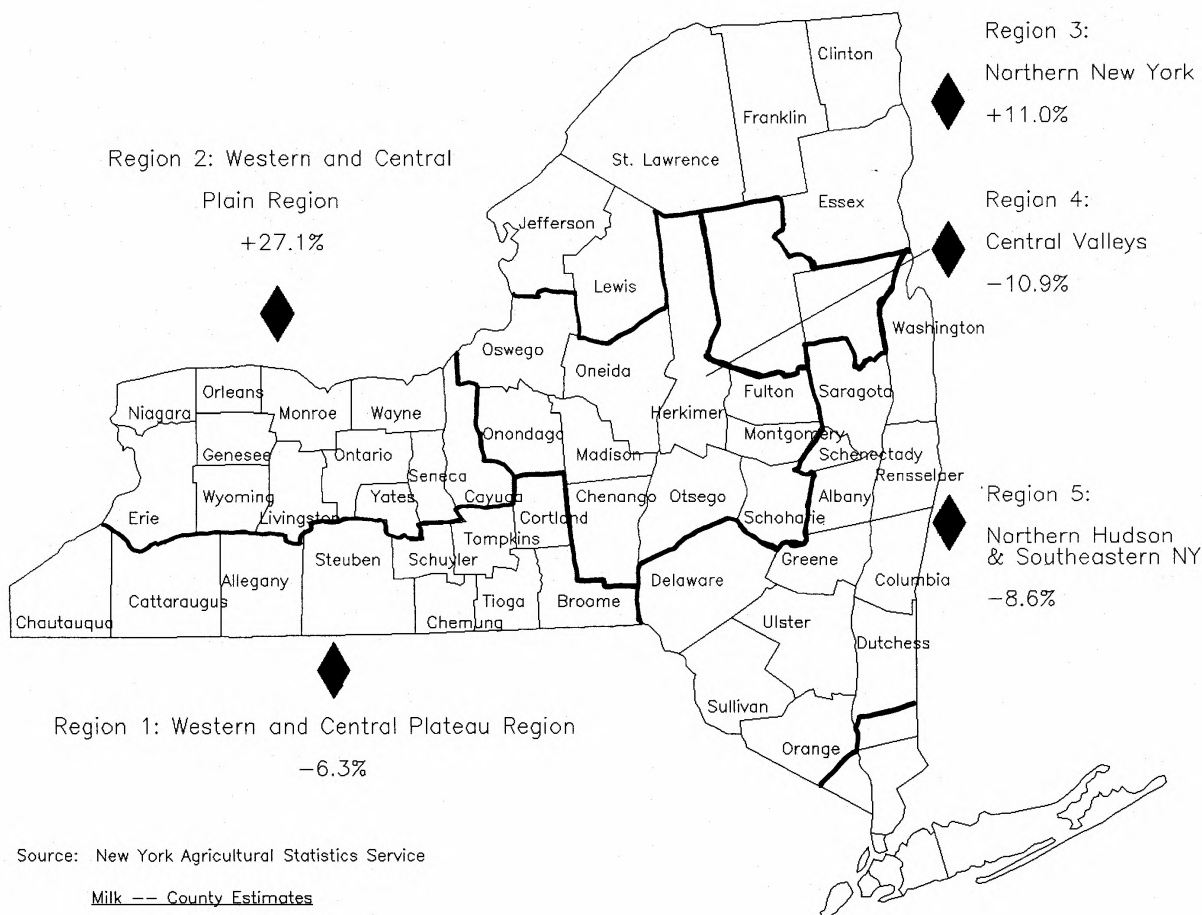 Region 3:
Northern New York
+11.0%
Region 2: Western and Central
Plain Region
+27.1%
Region 4:
Central Valleys
−10.9%
Region 5:
Northern Hudson
& Southeastern NY
−8.6%
Clinton
Franklin
St. Lawrence
Essex
Jefferson
Lewis
Washington
Oswego
Oneida
Herkimer
Fulton
Saragota
Niagara
Orleans
Monroe
Wayne
Onondaga
Montgomery
Genesee
Ontario
Madison
Schenectady
Seneca
Rensselaer
Wyoming
Yates
Cayuga
Chenango
Otsego
Albany
Erie
Livingston
Cortland
Schoharie
Tompkins
Steuben
Schuyler
Greene
Allegany
Delaware
Columbia
Cattaraugus
Tioga
Broome
Chautauqua
Chemung
Ulster
Dutchess
Sullivan
Orange
Region 1: Western and Central Plateau Region
−6.3%
Source: New York Agricultural Statistics Service
Milk −− County Estimates